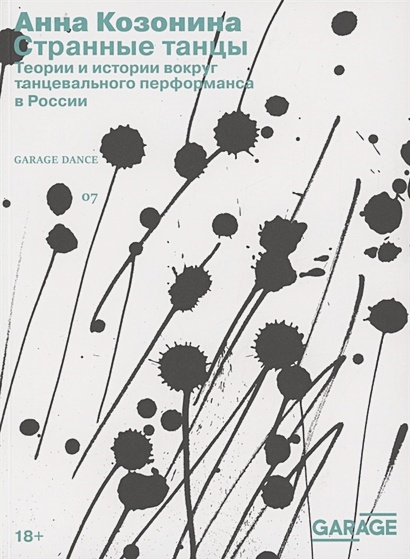 Анна Козонина
Странные танцы
Теории и истории вокруг
танцевального перформанса
в России
GARAGE DANCE
07
18+
GARAGE